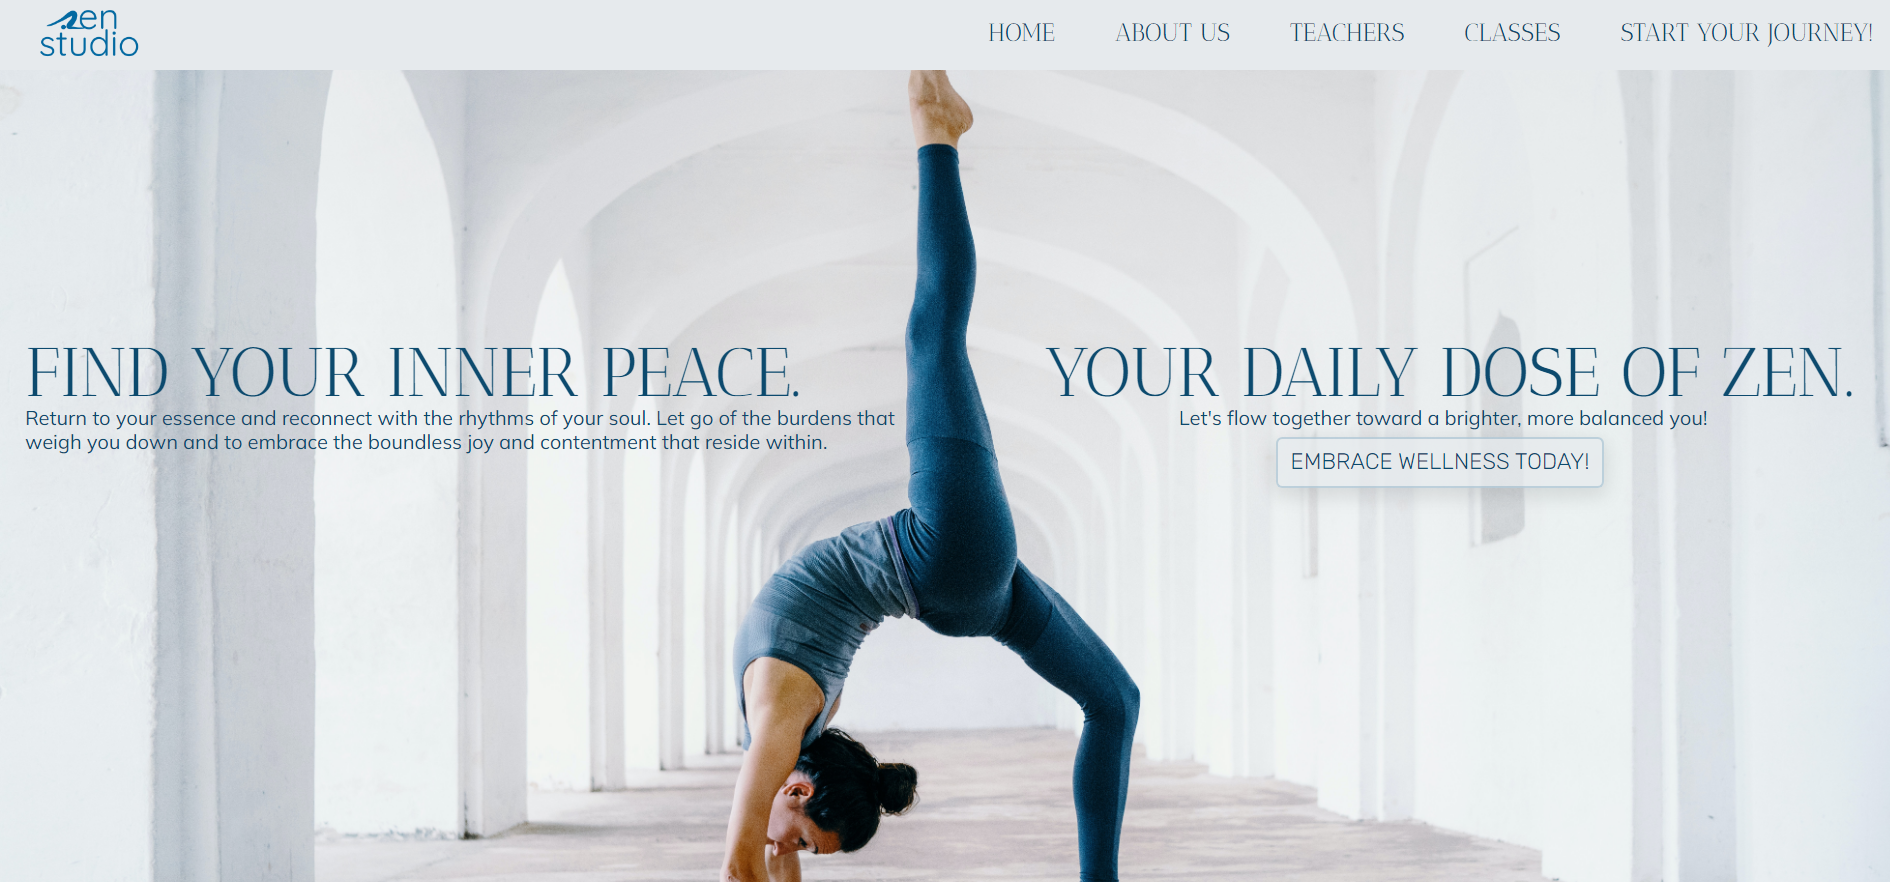 zen
studio
HOME
ABOUT US
TEACHERS
CLASSES
START YOUR JOURNEY!
FIND YOUR INNER PEACE.
Return to your essence and reconnect with the rhythms of your soul. Let go of the burdens that
weigh you down and to embrace the boundless joy and contentment that reside within.
YOUR DAILY DOSE OF ZEN.
Let's flow together toward a brighter, more balanced you!
EMBRACE WELLNESS TODAY!